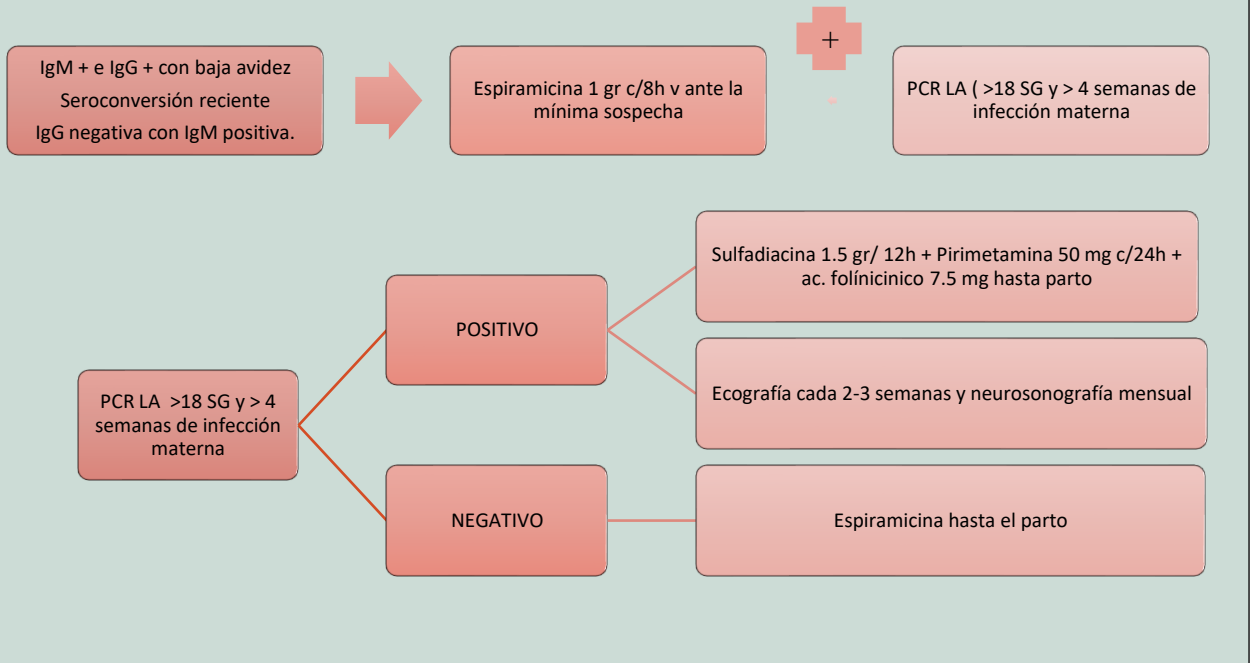 +
IgM + e IgG + con baja avidez
Seroconversión reciente
IgG negativa con IgM positiva.
Espiramicina 1 gr c/8h v ante la
mínima sospecha
-
PCR LA ( >18 SG y > 4 semanas de
infección materna
Sulfadiacina 1.5 gr/ 12h + Pirimetamina 50 mg c/24h +
ac. folínicinico 7.5 mg hasta parto
POSITIVO
Ecografía cada 2-3 semanas y neurosonografía mensual
PCR LA  >18 SG y > 4
semanas de infección
materna
NEGATIVO
Espiramicina hasta el parto